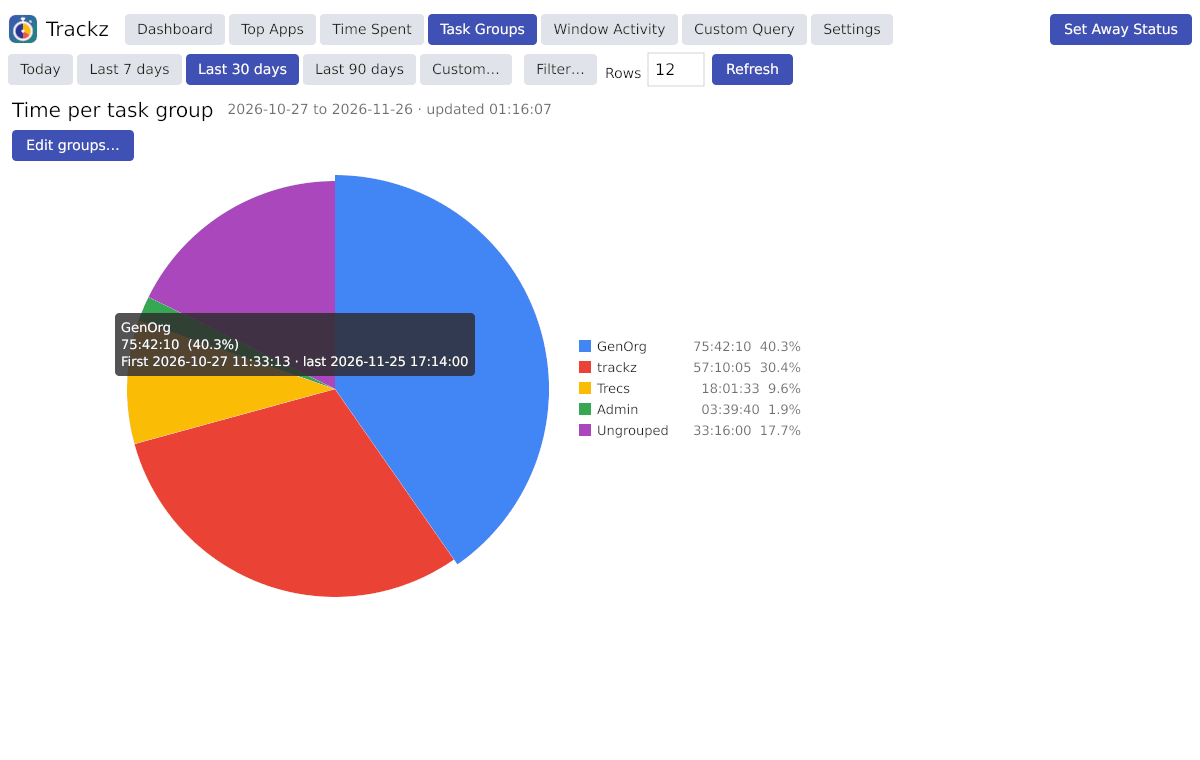 Trackz Dashboard Top Apps Time Spent Task Groups Window Activity Custom Query Settings Set Away Status
Today Last 7 days Last 30 days Last 90 days Custom... Filter... Rows 12 Refresh
Time per task group 2026-10-27 to 2026-11-26 · updated 01:16:07
Edit groups...
GenOrg
75:42:10 (40.3%)
First 2026-10-27 11:33:13 · last 2026-11-25 17:14:00
GenOrg 75:42:10 40.3%
trackz 57:10:05 30.4%
Trecs 18:01:33 9.6%
Admin 03:39:40 1.9%
Ungrouped 33:16:00 17.7%